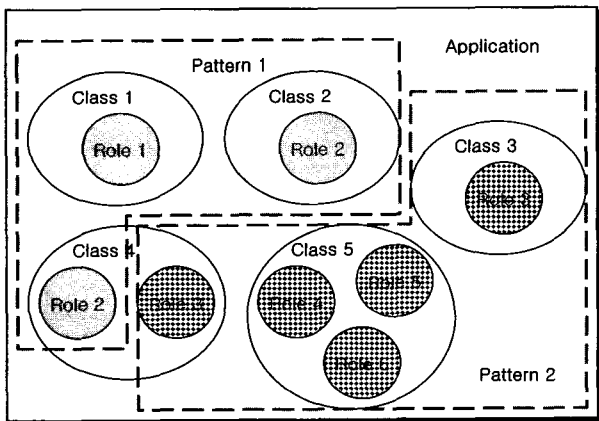 Application
Pattern 1
Class 1
Class 2
Role 1
Role 2
Class 3
Role 3
Class 4
Class 5
Role 2
Role 3
Role 4
Role 5
Role 6
Pattern 2